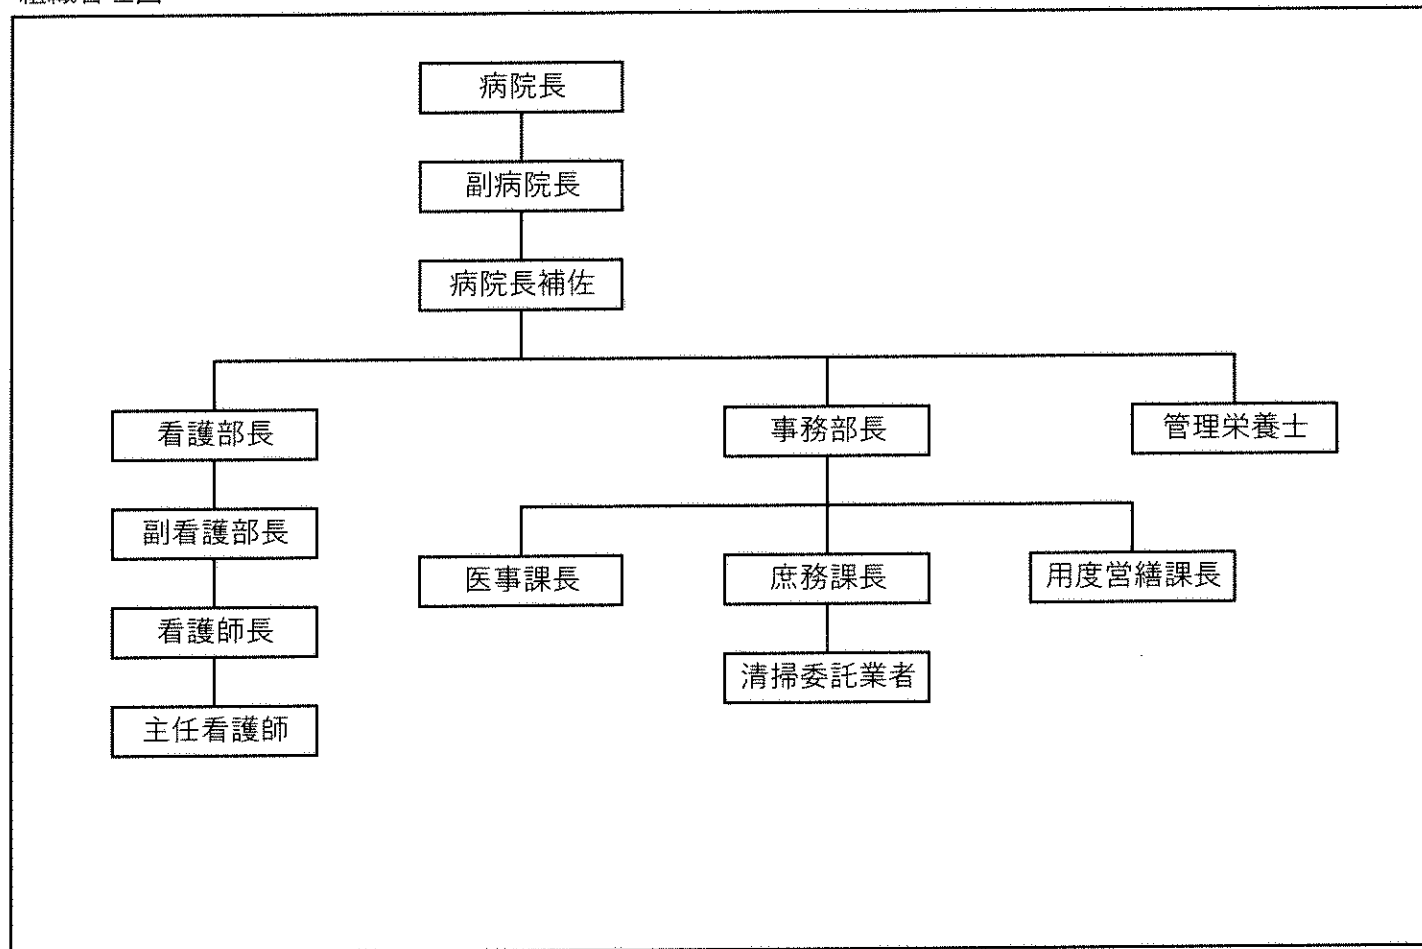 病院長
副病院長
病院長補佐
看護部長
事務部長
管理栄養士
副看護部長
医事課長
庶務課長
用度営繕課長
看護師長
清掃委託業者
主任看護師